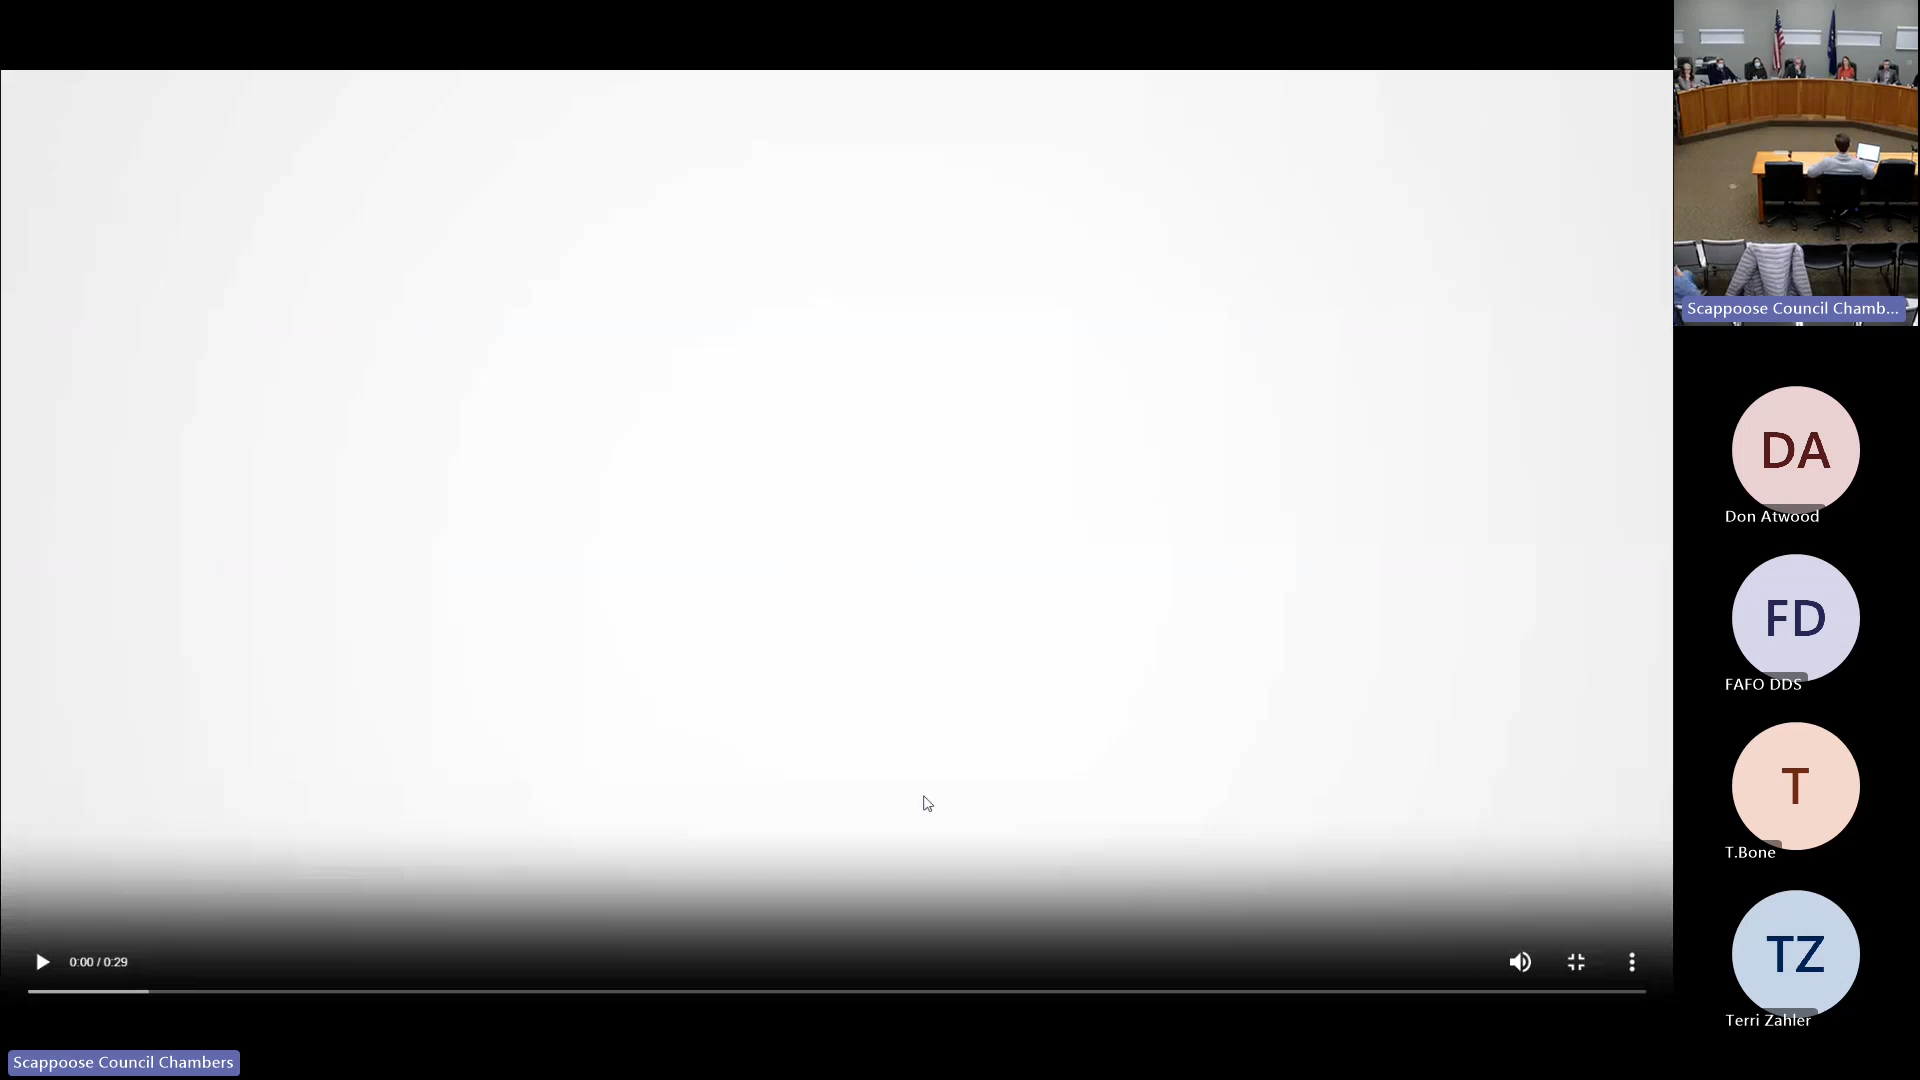 Scappoose Council Chamb...
DA
Don Atwood
FD
FAFO DDS
T
T.Bone
TZ
Terri Zahler
0:00 / 0:29
Scappoose Council Chambers